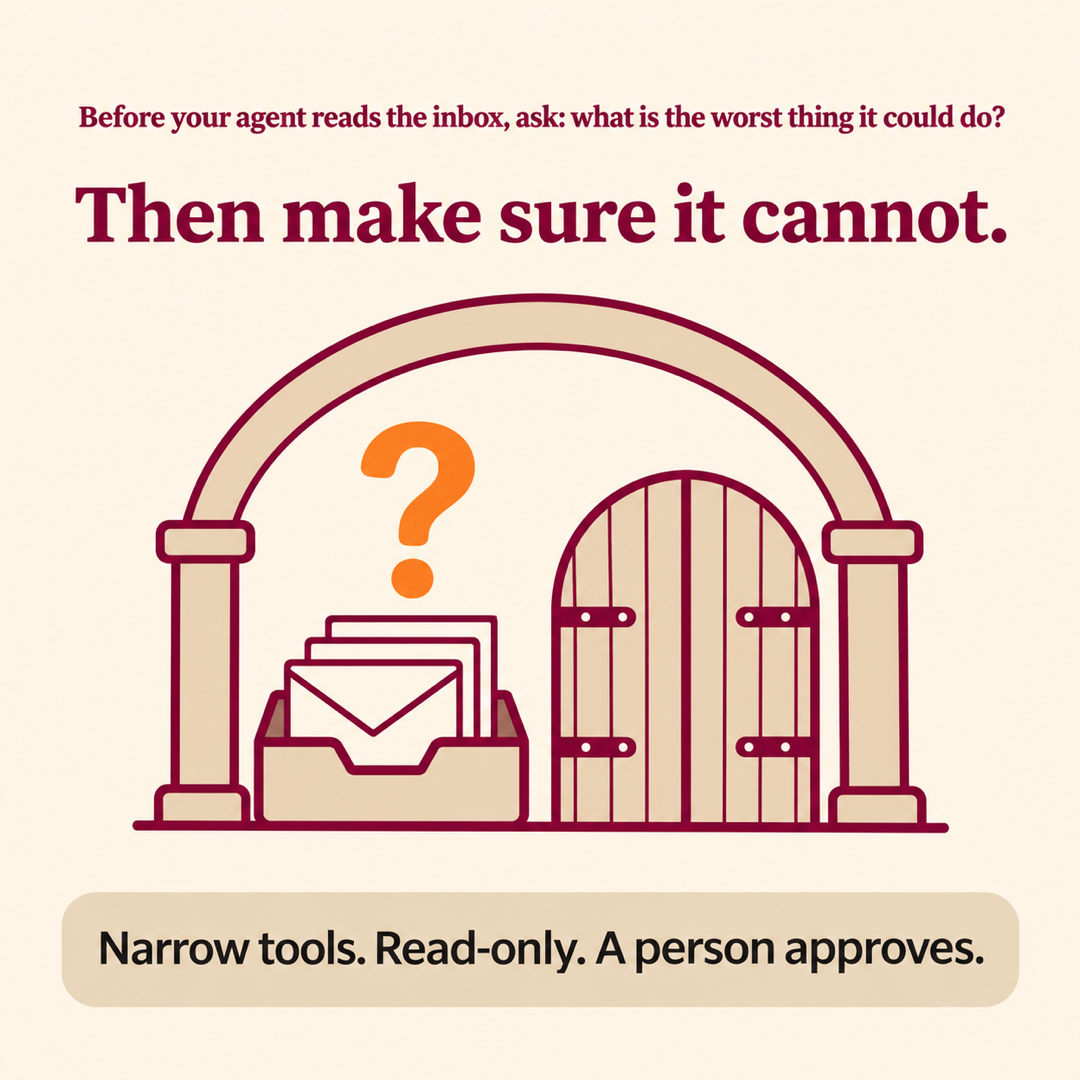 Before your agent reads the inbox, ask: what is the worst thing it could do?
Then make sure it cannot.
?
Narrow tools. Read-only. A person approves.